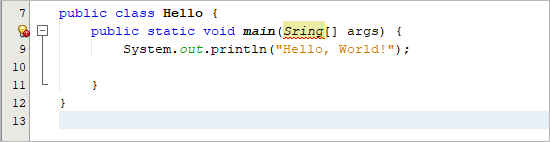 7 public class Hello {
public static void main(Sring[] args) {
9 System.out.println("Hello, World!");
10
11 }
12 }
13